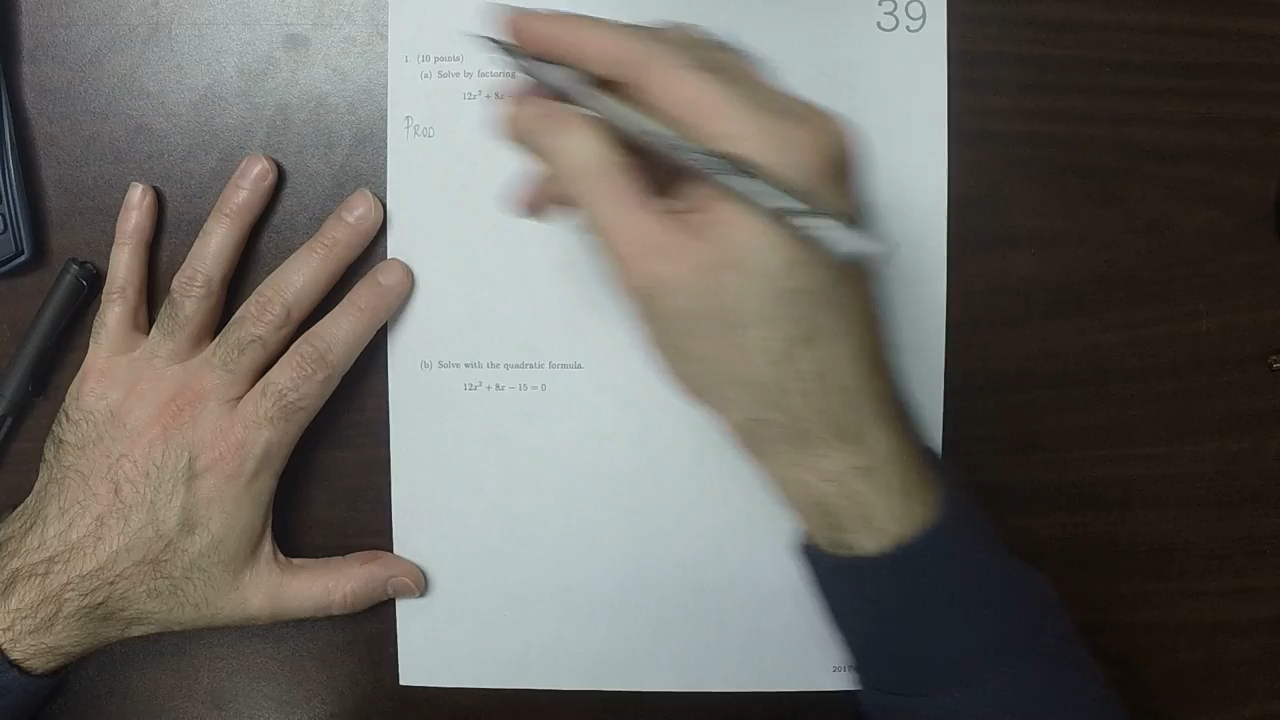 39
1. (10 points)
(a) Solve by factoring
12x² + 8x -
PROD
(b) Solve with the quadratic formula.
12x² + 8x − 15 = 0
2017